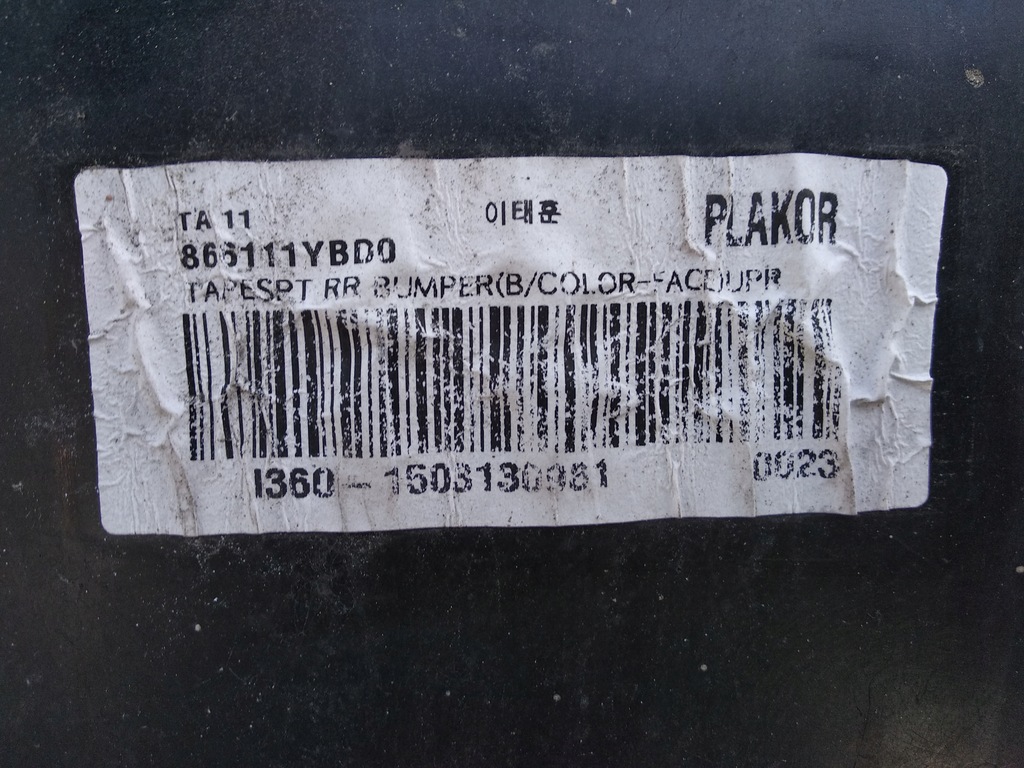 TA 11 이태훈 PLAKOR
866111YBD0
TAPESPT RR BUMPER(B/COLOR-FACE)UPR
I360-1503130981 0023